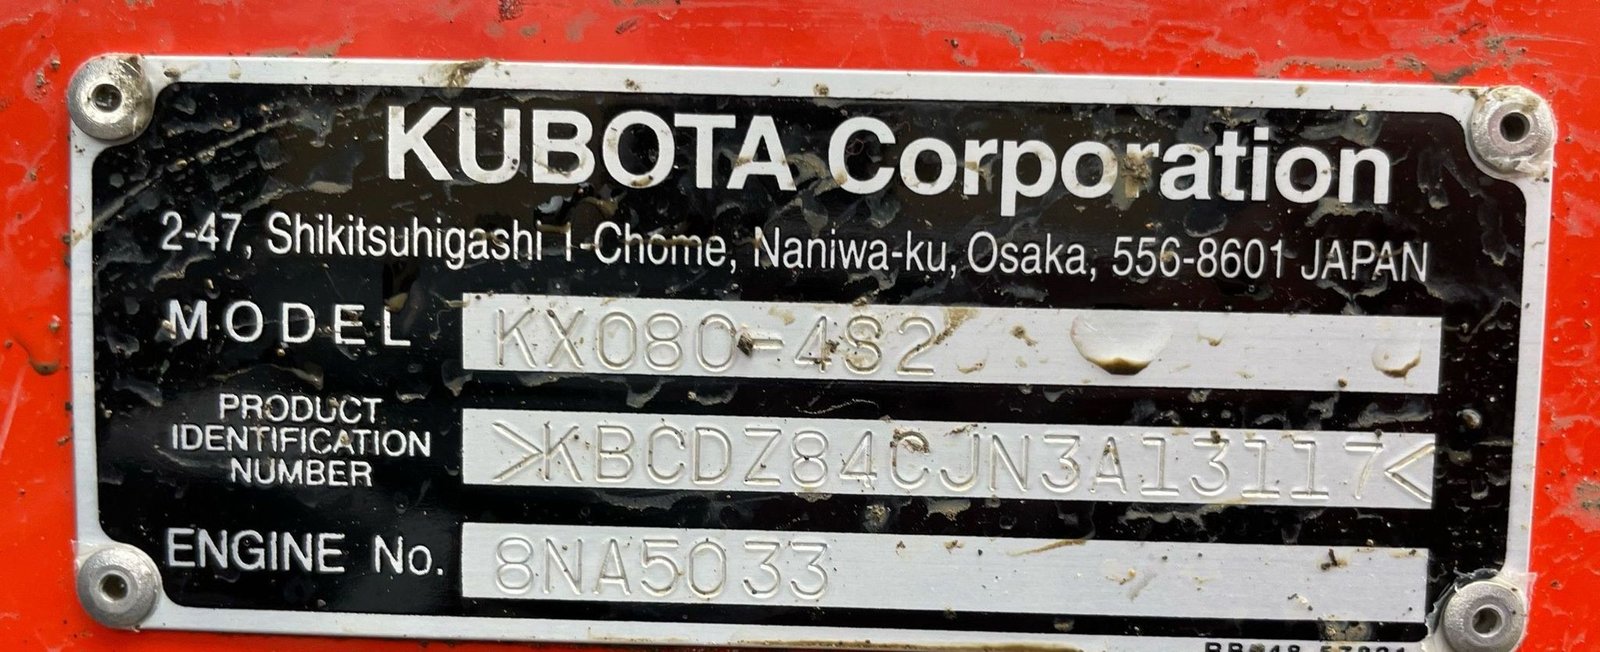 KUBOTA Corporation
2-47, Shikitsuhigashi 1-Chome, Naniwa-ku, Osaka, 556-8601 JAPAN
MODEL KX080-4S2
PRODUCT
IDENTIFICATION
NUMBER >KBCDZ84CJN3A13117<
ENGINE No. 8NA5033